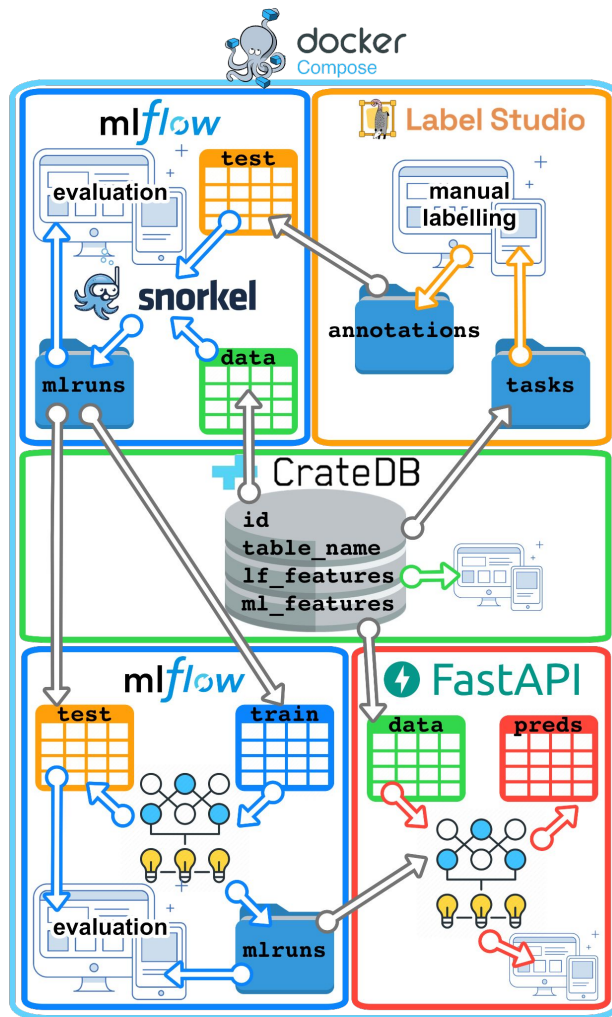 docker
Compose
mlflow
test
evaluation
snorkel
data
mlruns
Label Studio
manual
labelling
annotations
tasks
CrateDB
id
table_name
lf_features
ml_features
mlflow
test
train
evaluation
mlruns
FastAPI
data
preds